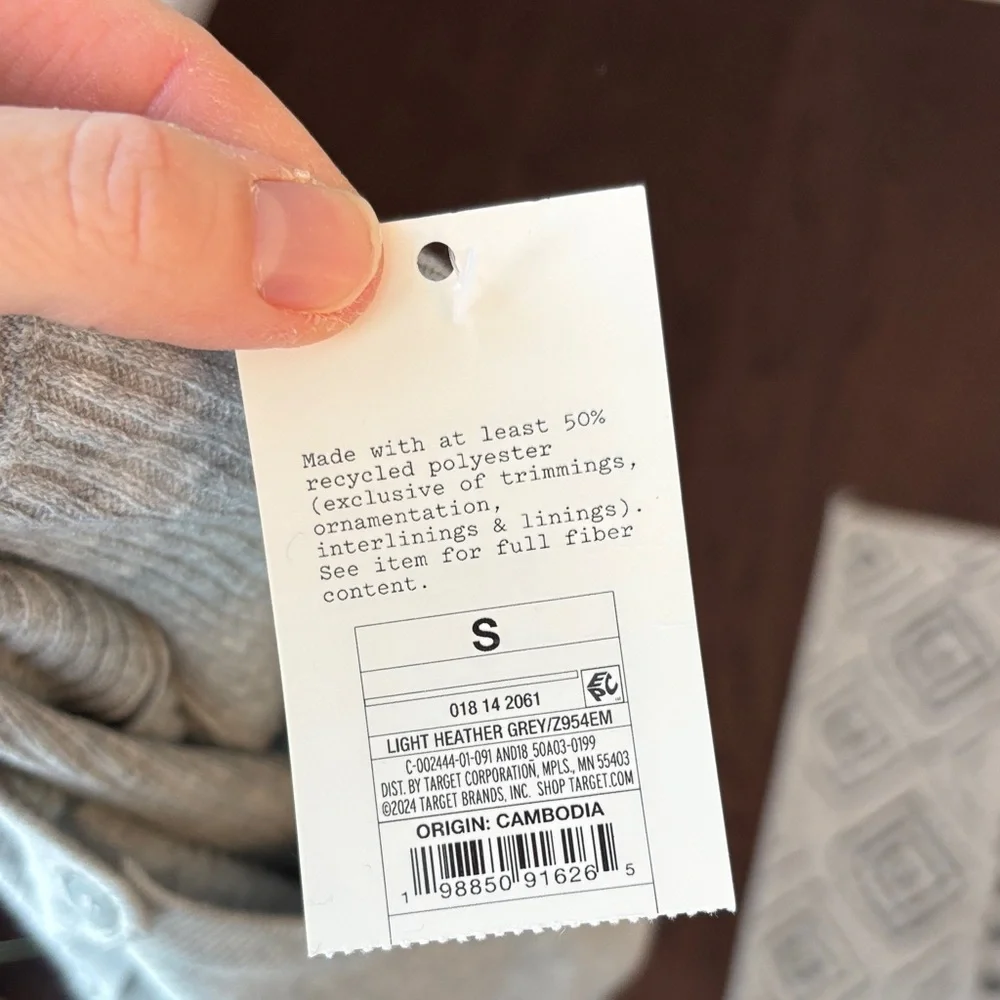 Made with at least 50%
recycled polyester
(exclusive of trimmings,
ornamentation,
interlinings & linings).
See item for full fiber
content.
S
EPC
018 14 2061
LIGHT HEATHER GREY/Z954EM
C-002444-01-091 AND18_50A03-0199
DIST. BY TARGET CORPORATION, MPLS., MN 55403
©2024 TARGET BRANDS, INC. SHOP TARGET.COM
ORIGIN: CAMBODIA
1 98850 91626 5